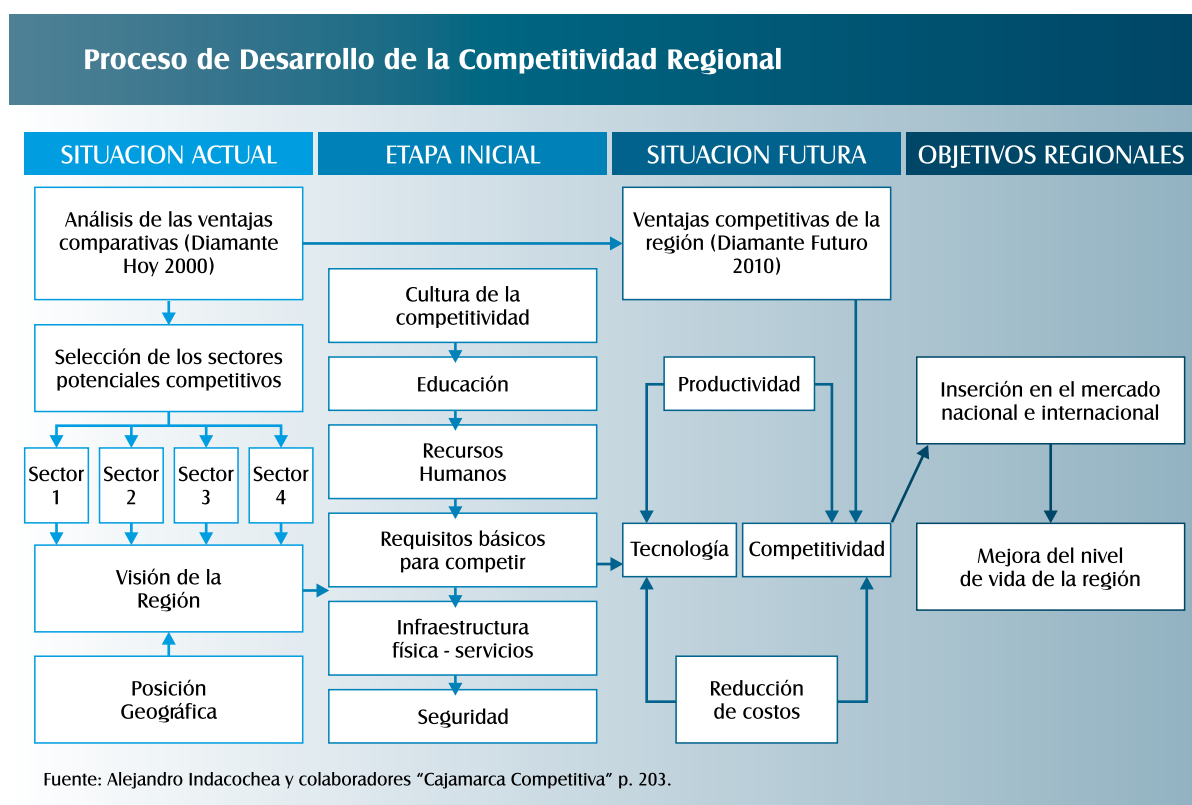 Proceso de Desarrollo de la Competitividad Regional
SITUACION ACTUAL
Análisis de las ventajas
comparativas (Diamante
Hoy 2000)
Selección de los sectores
potenciales competitivos
Sector
1
Sector
2
Sector
3
Sector
4
Visión de la
Región
Posición
Geográfica
ETAPA INICIAL
Cultura de la
competitividad
Educación
Recursos
Humanos
Requisitos básicos
para competir
Infraestructura
física - servicios
Seguridad
SITUACION FUTURA
Ventajas competitivas de la
región (Diamante Futuro
2010)
Productividad
Tecnología
Competitividad
Reducción
de costos
OBJETIVOS REGIONALES
Inserción en el mercado
nacional e internacional
Mejora del nivel
de vida de la región
Fuente: Alejandro Indacochea y colaboradores “Cajamarca Competitiva” p. 203.